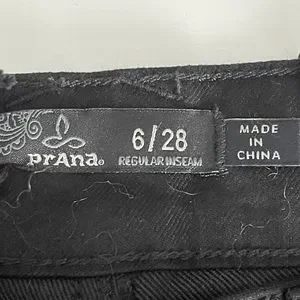 prAna®
6/28
REGULAR INSEAM
MADE
IN
CHINA